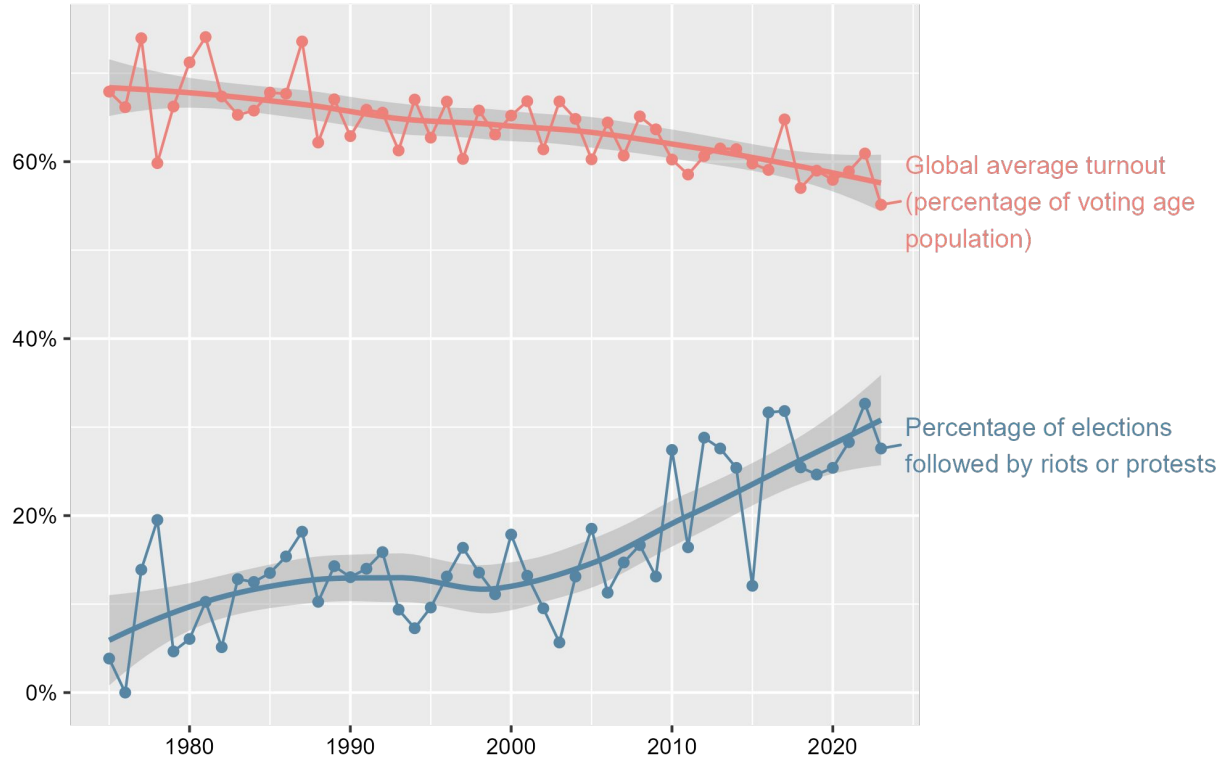 60%
40%
20%
0%
1980
1990
2000
2010
2020
Global average turnout
(percentage of voting age
population)
Percentage of elections
followed by riots or protests